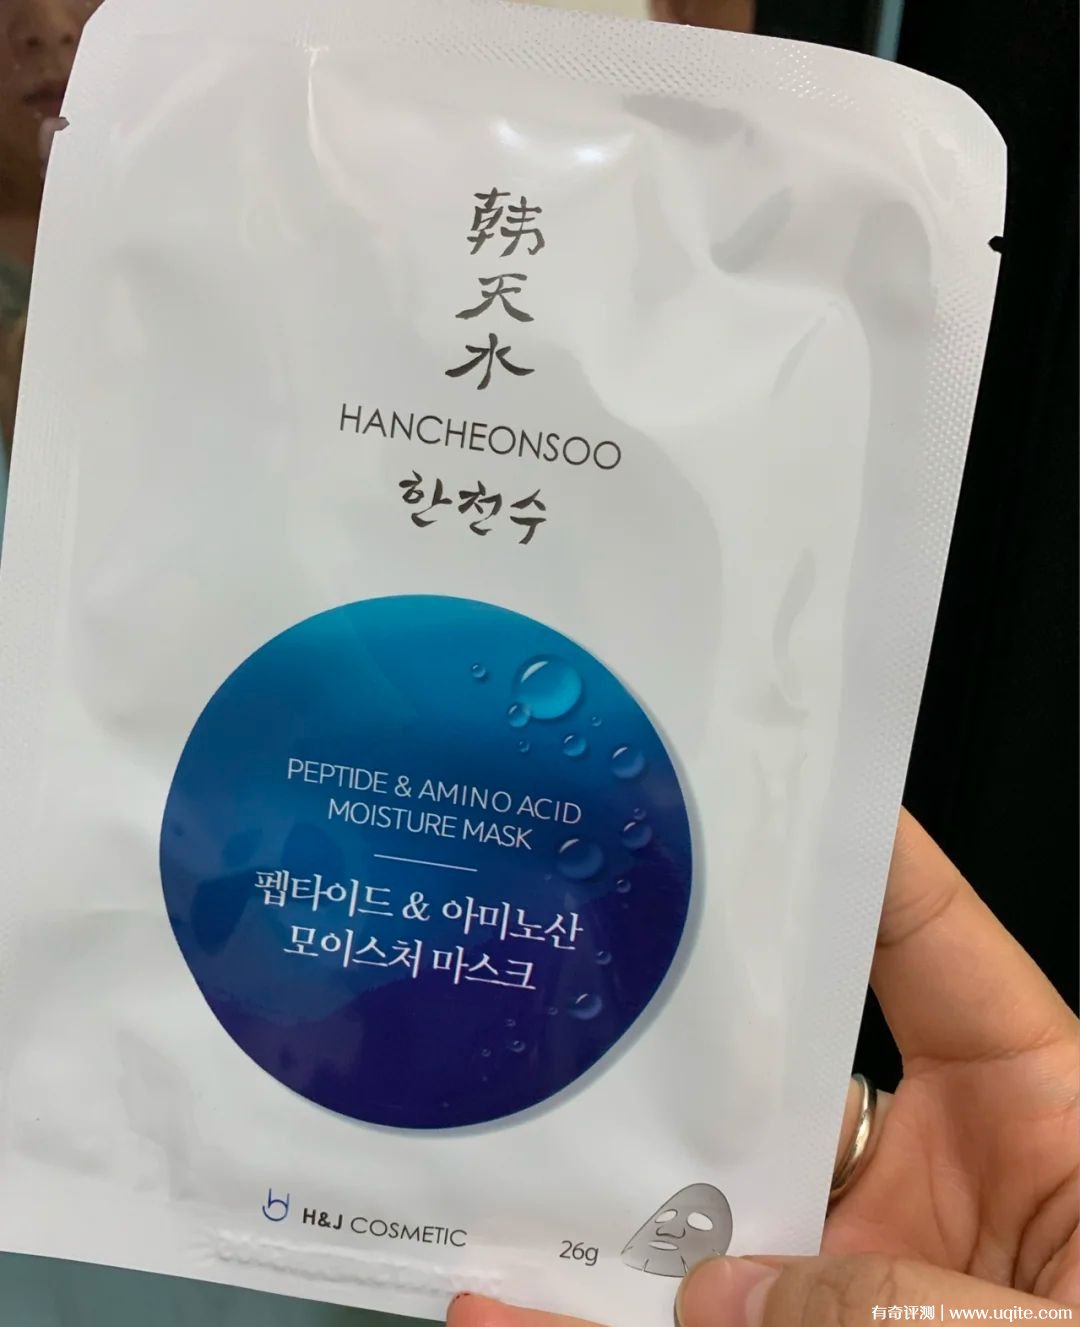 韩
天
水
HANCHEONSOO
한천수
PEPTIDE & AMINO ACID
MOISTURE MASK
펩타이드 & 아미노산
모이스처 마스크
H&J COSMETIC
26g
有奇评测 | www.uqite.com